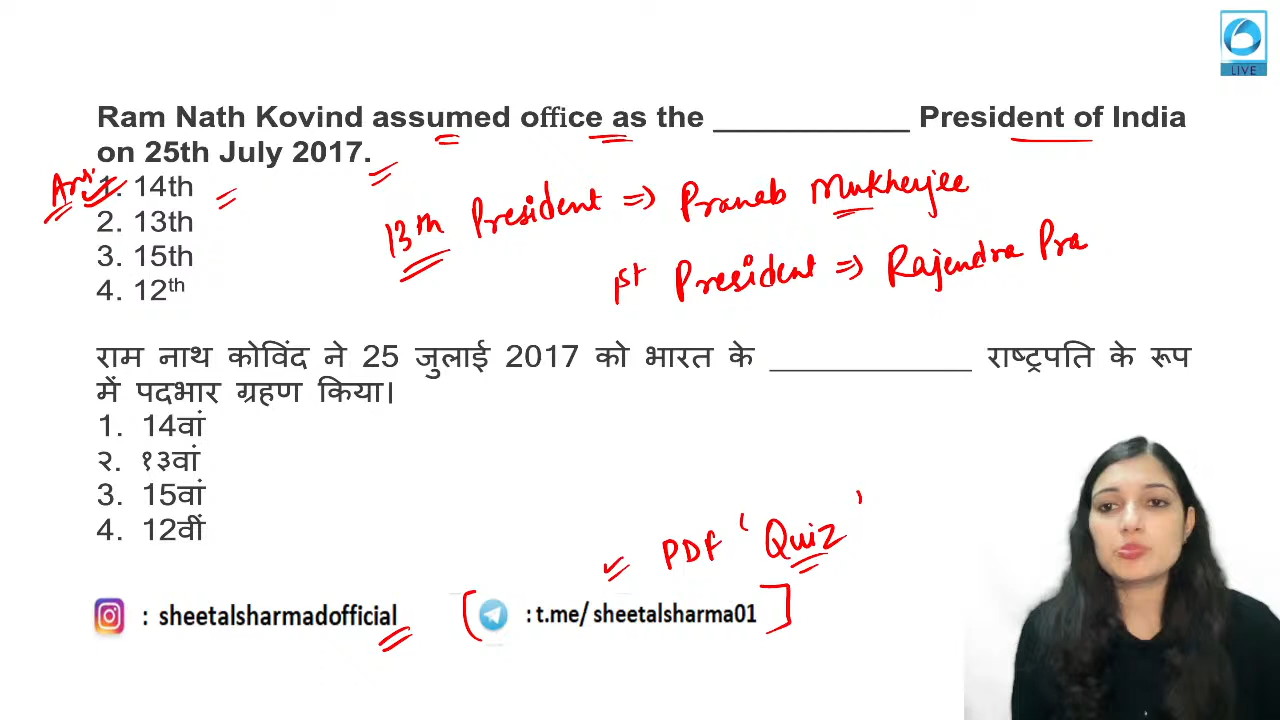 LIVE
Ram Nath Kovind assumed office as the ____________ President of India
on 25th July 2017.
Ans. 1. 14th
2. 13th
3. 15th
4. 12th
13th President ⇒ Pranab Mukherjee
1st President ⇒ Rajendra Pra
राम नाथ कोविंद ने 25 जुलाई 2017 को भारत के ______________ राष्ट्रपति के रूप
में पदभार ग्रहण किया।
1. 14वां
२. १३वां
3. 15वां
4. 12वीं
PDF ' Quiz '
: sheetalsharmadofficial
[ : t.me/ sheetalsharma01 ]